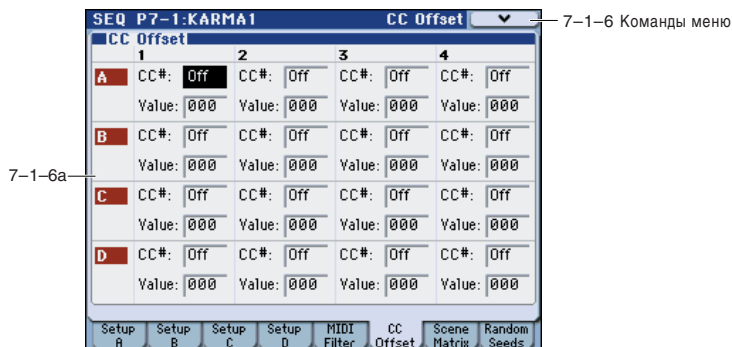 SEQ P7-1:KARMA1 CC Offset
7–1–6 Команды меню
CC Offset
1 2 3 4
A CC#: Off CC#: Off CC#: Off CC#: Off
Value: 000 Value: 000 Value: 000 Value: 000
B CC#: Off CC#: Off CC#: Off CC#: Off
Value: 000 Value: 000 Value: 000 Value: 000
7–1–6a
C CC#: Off CC#: Off CC#: Off CC#: Off
Value: 000 Value: 000 Value: 000 Value: 000
D CC#: Off CC#: Off CC#: Off CC#: Off
Value: 000 Value: 000 Value: 000 Value: 000
Setup A Setup B Setup C Setup D MIDI Filter CC Offset Scene Matrix Random Seeds